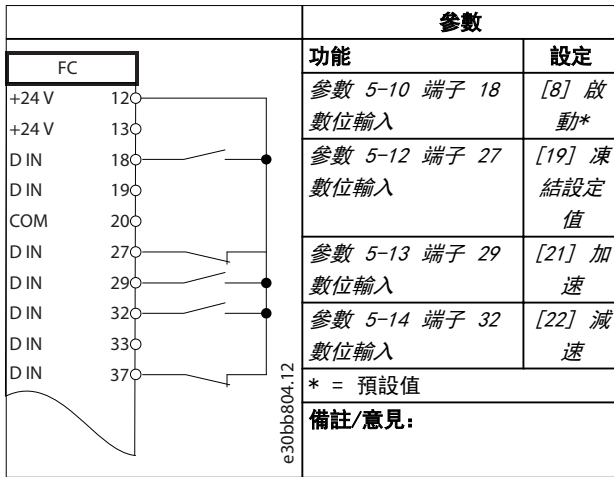 FC
+24 V 12
+24 V 13
D IN 18
D IN 19
COM 20
D IN 27
D IN 29
D IN 32
D IN 33
D IN 37
e30bb804.12
參數
功能 設定
參數 5-10 端子 18 [8] 啟
數位輸入 動*
參數 5-12 端子 27 [19] 凍
數位輸入 結設定
值
參數 5-13 端子 29 [21] 加
數位輸入 速
參數 5-14 端子 32 [22] 減
數位輸入 速
* = 預設值
備註/意見：